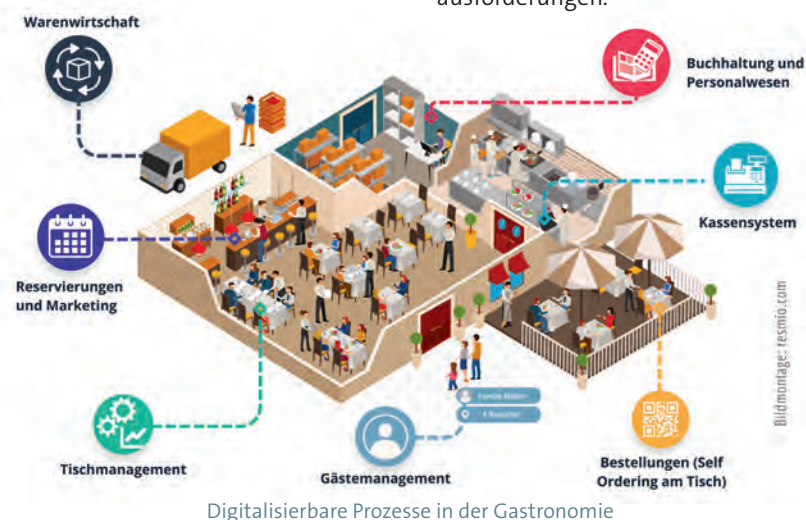 ausforderungen.
Warenwirtschaft
Buchhaltung und
Personalwesen
Kassensystem
Reservierungen
und Marketing
Bildmontage: resmio.com
Tischmanagement
Gästemanagement
Bestellungen (Self
Ordering am Tisch)
Digitalisierbare Prozesse in der Gastronomie